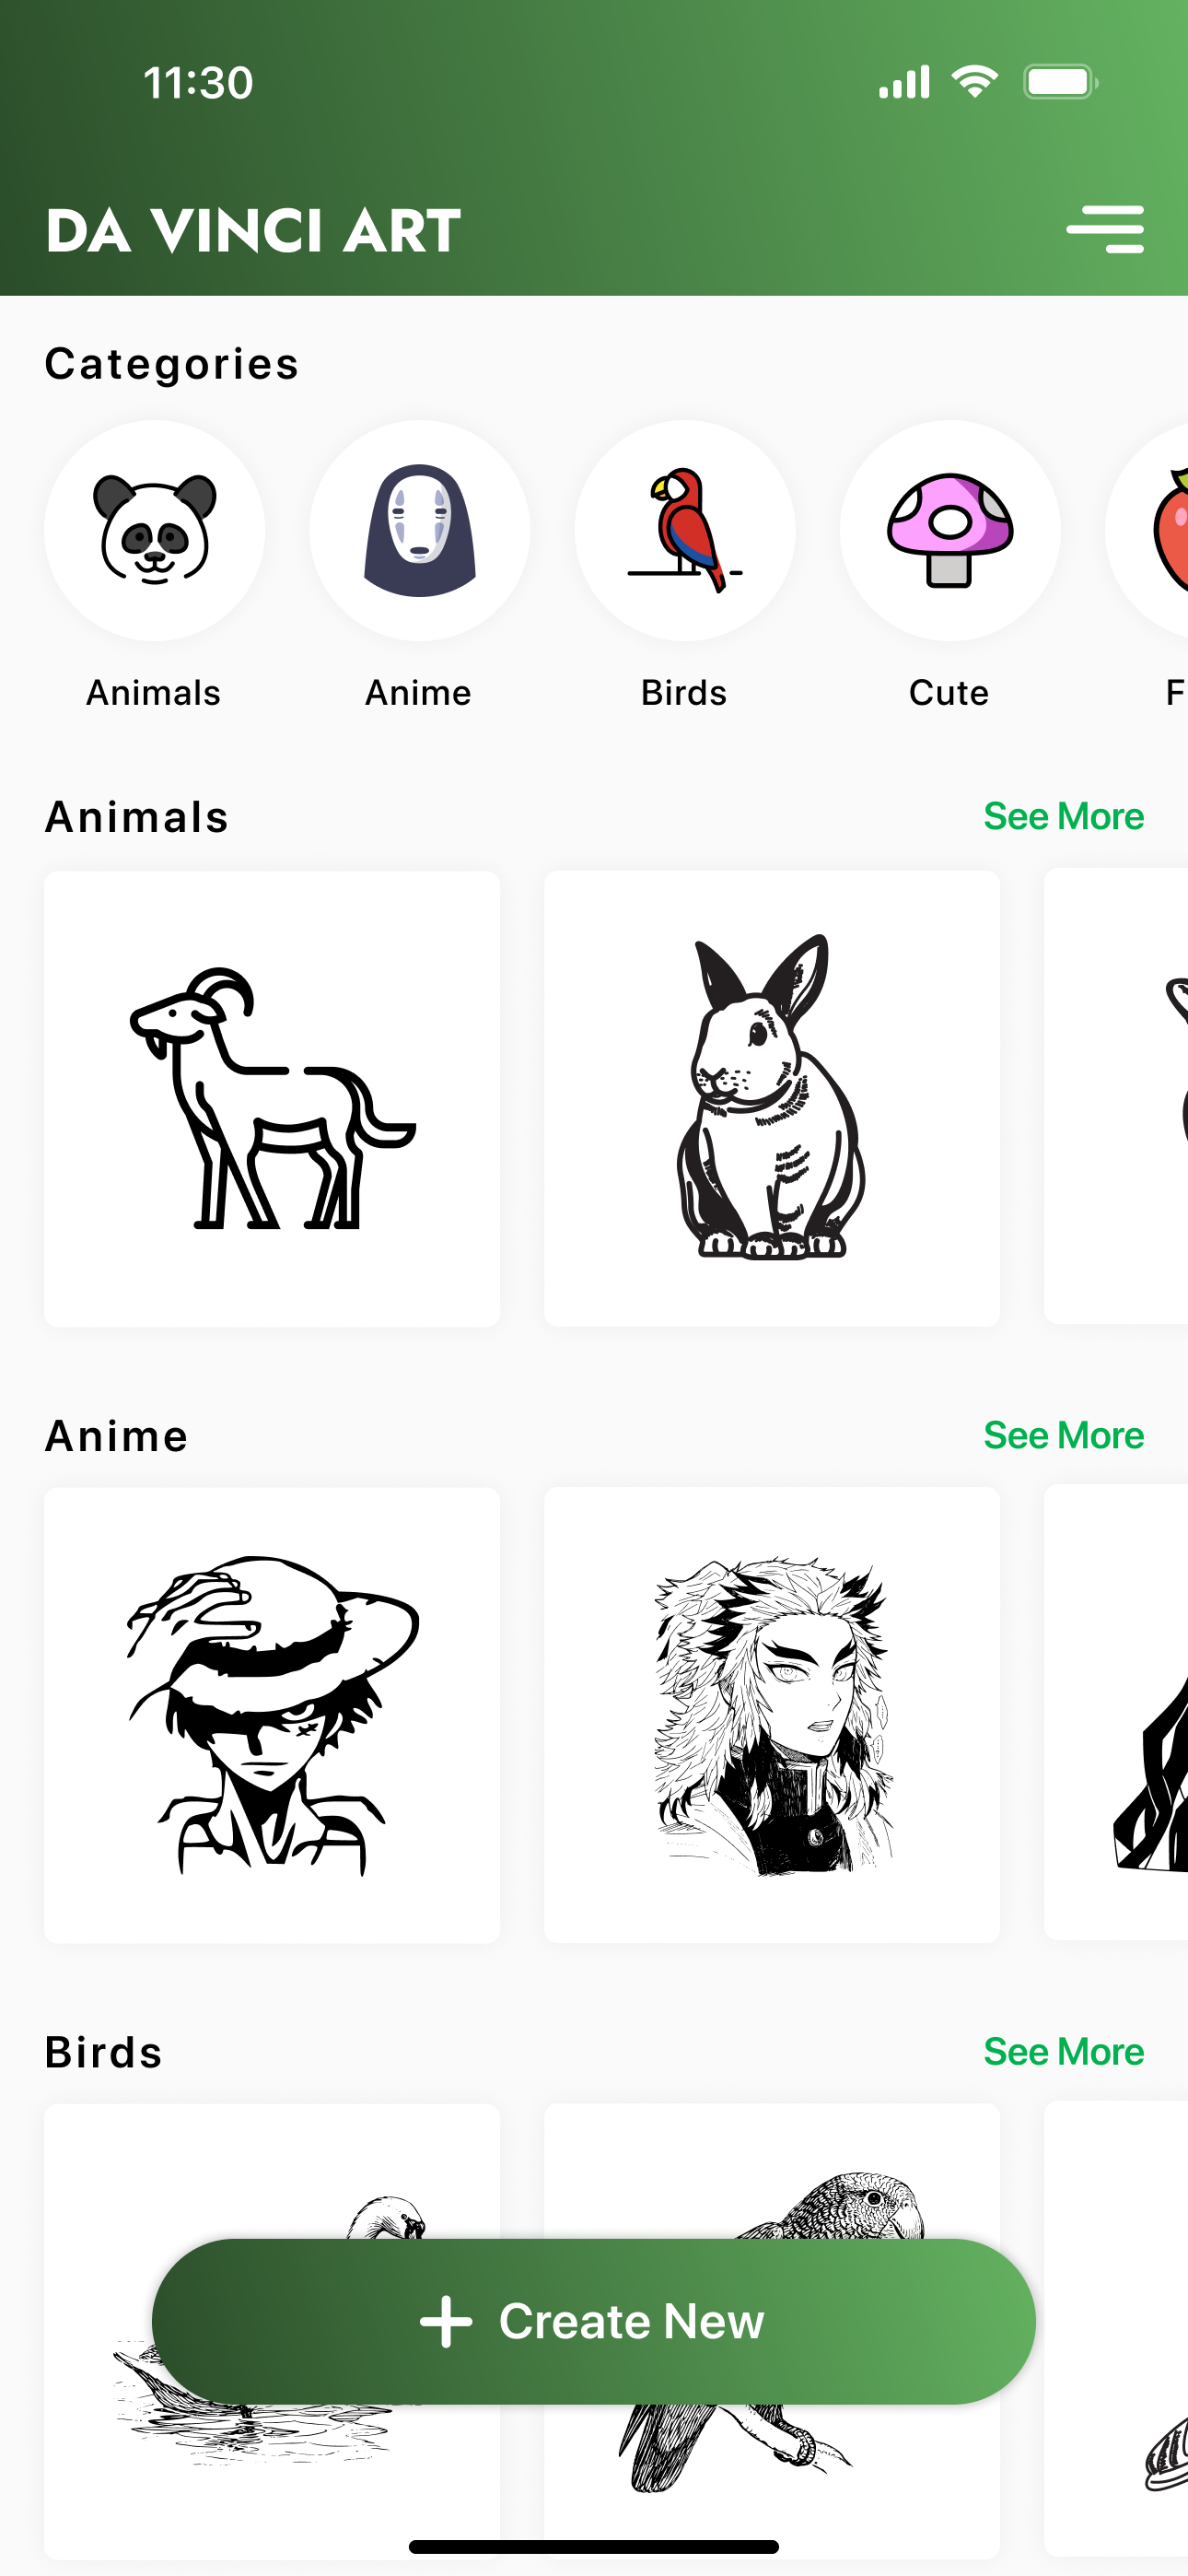 11:30
DA VINCI ART
Categories
Animals Anime Birds Cute F
Animals See More
Anime See More
Birds See More
+ Create New